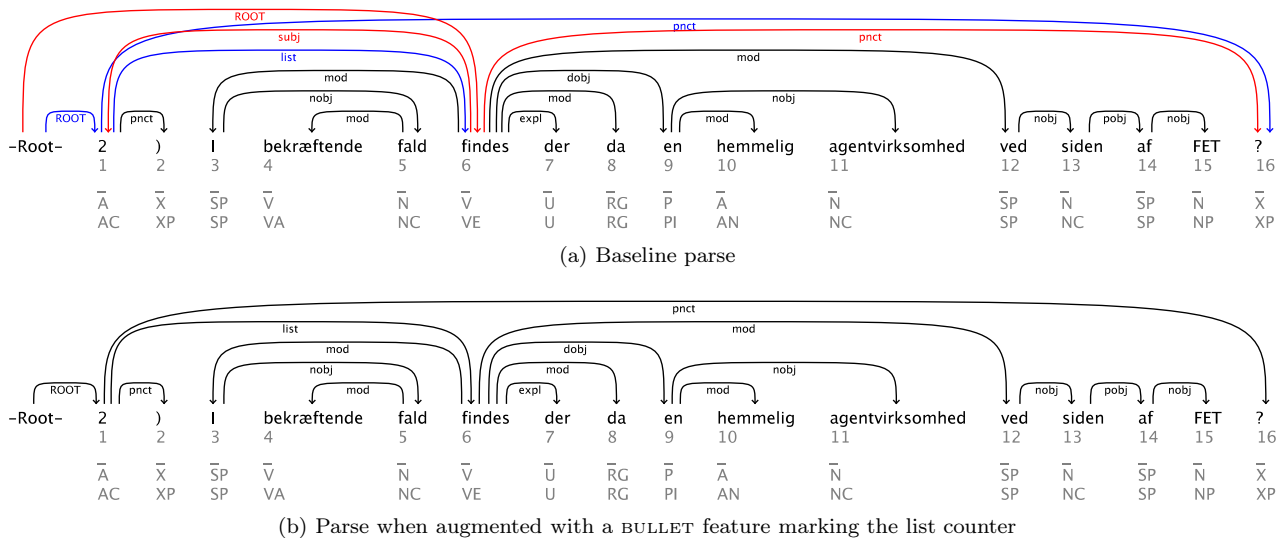 ROOT
pnct
subj
pnct
list
mod
mod
dobj
nobj
mod
nobj
ROOT
pnct
mod
expl
mod
nobj
pobj
nobj
–Root– 2 ) I bekræftende fald findes der da en hemmelig agentvirksomhed ved siden af FET ?
1 2 3 4 5 6 7 8 9 10 11 12 13 14 15 16
_ _ _ _ _ _ _ _ _ _ _ _ _ _ _ _
A X SP V N V U RG P A N SP N SP N X
AC XP SP VA NC VE U RG PI AN NC SP NC SP NP XP
(a) Baseline parse
pnct
list
mod
mod
dobj
nobj
mod
nobj
ROOT
pnct
mod
expl
mod
nobj
pobj
nobj
–Root– 2 ) I bekræftende fald findes der da en hemmelig agentvirksomhed ved siden af FET ?
1 2 3 4 5 6 7 8 9 10 11 12 13 14 15 16
_ _ _ _ _ _ _ _ _ _ _ _ _ _ _ _
A X SP V N V U RG P A N SP N SP N X
AC XP SP VA NC VE U RG PI AN NC SP NC SP NP XP
(b) Parse when augmented with a BULLET feature marking the list counter